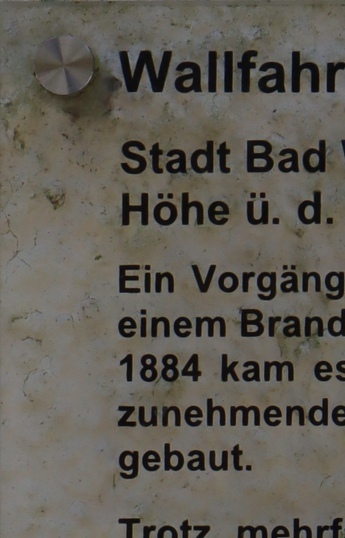 Wallfahr
Stadt Bad
Höhe ü. d.
Ein Vorgäng
einem Brand
1884 kam es
zunehmende
gebaut.
Trotz mehrf